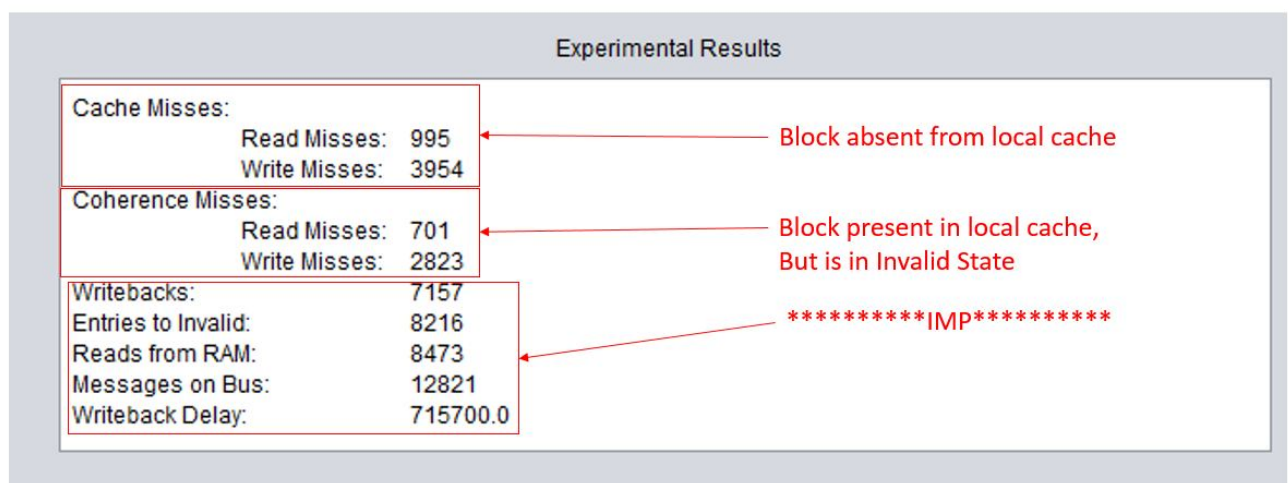 Experimental Results
Cache Misses:
Read Misses: 995
Block absent from local cache
Write Misses: 3954
Coherence Misses:
Read Misses: 701
Block present in local cache,
Write Misses: 2823
But is in Invalid State
Writebacks: 7157
Entries to Invalid: 8216
**********IMP**********
Reads from RAM: 8473
Messages on Bus: 12821
Writeback Delay: 715700.0